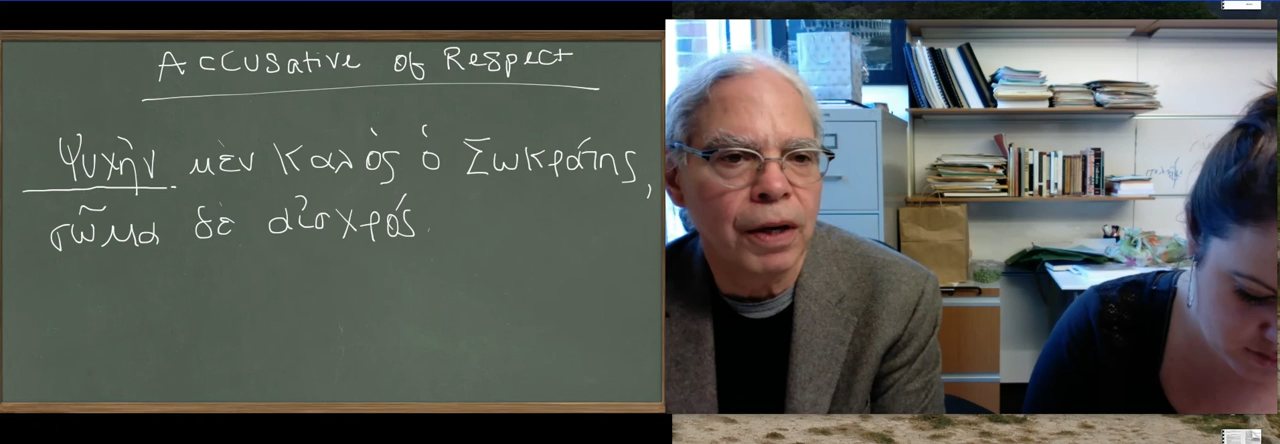 Accusative of Respect
Ψυχὴν μὲν καλὸς ὁ Σωκράτης,
σῶμα δὲ αἰσχρός.